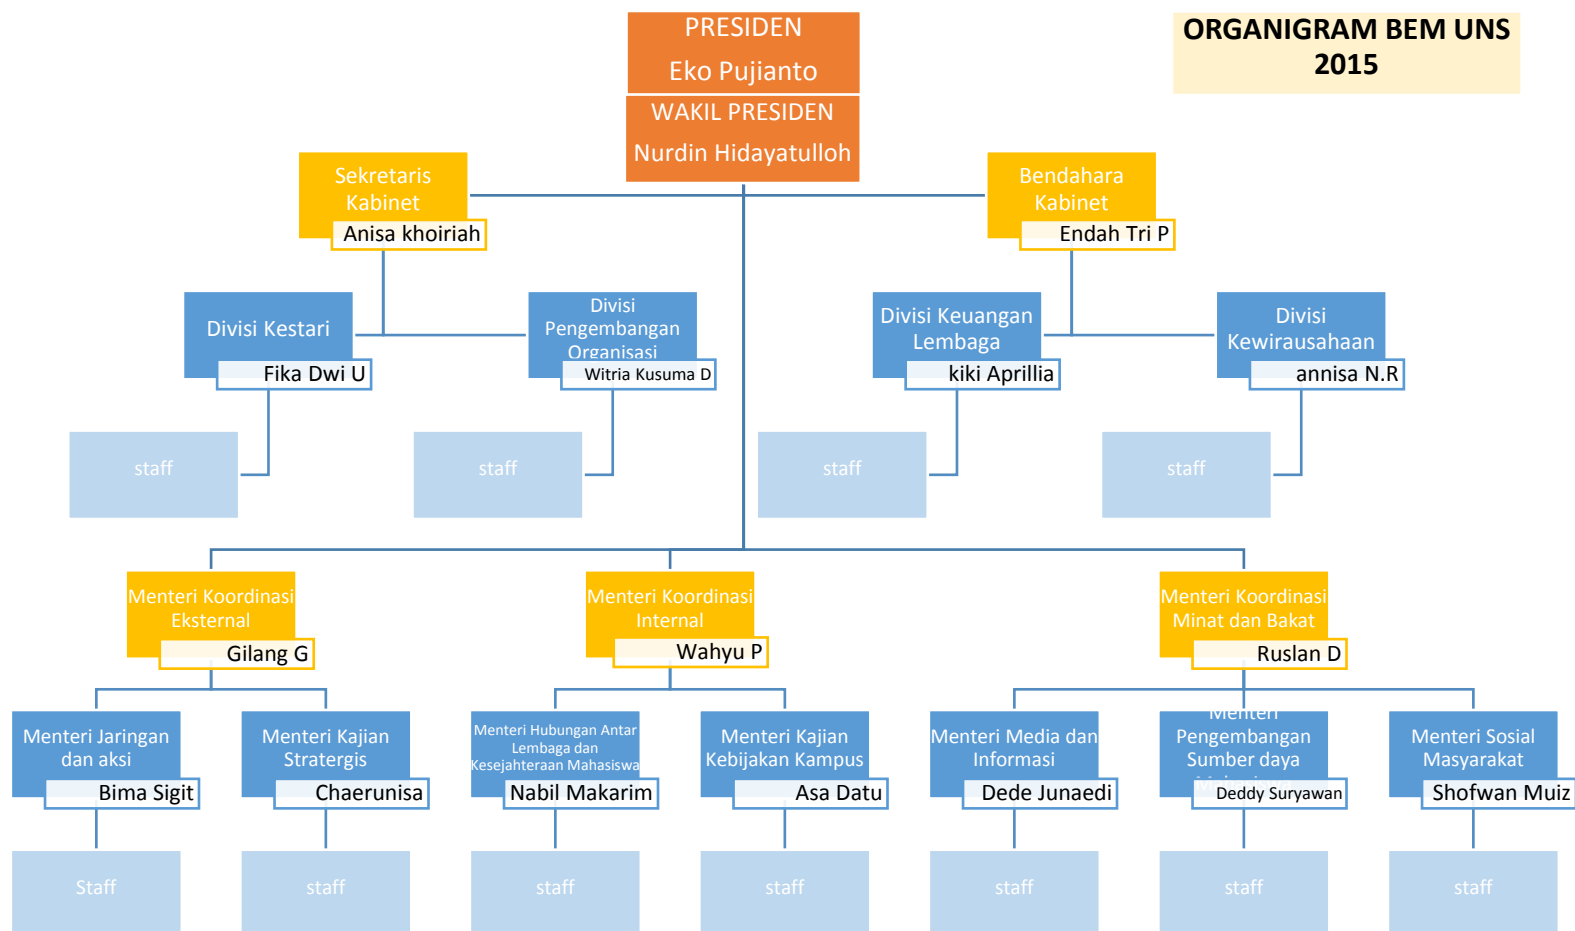 PRESIDEN
Eko Pujianto
WAKIL PRESIDEN
Nurdin Hidayatulloh
ORGANIGRAM BEM UNS
2015
Sekretaris
Kabinet
Anisa khoiriah
Bendahara
Kabinet
Endah Tri P
Divisi Kestari
Fika Dwi U
Divisi
Pengembangan
Organisasi
Witria Kusuma D
Divisi Keuangan
Lembaga
kiki Aprillia
Divisi
Kewirausahaan
annisa N.R
staff
staff
staff
staff
Menteri Koordinasi
Eksternal
Gilang G
Menteri Koordinasi
Internal
Wahyu P
Menteri Koordinasi
Minat dan Bakat
Ruslan D
Menteri Jaringan
dan aksi
Bima Sigit
Menteri Kajian
Stratergis
Chaerunisa
Menteri Hubungan Antar
Lembaga dan
Kesejahteraan Mahasiswa
Nabil Makarim
Menteri Kajian
Kebijakan Kampus
Asa Datu
Menteri Media dan
Informasi
Dede Junaedi
Menteri
Pengembangan
Sumber daya
Deddy Suryawan
Menteri Sosial
Masyarakat
Shofwan Muiz
Staff
staff
staff
staff
staff
staff
staff